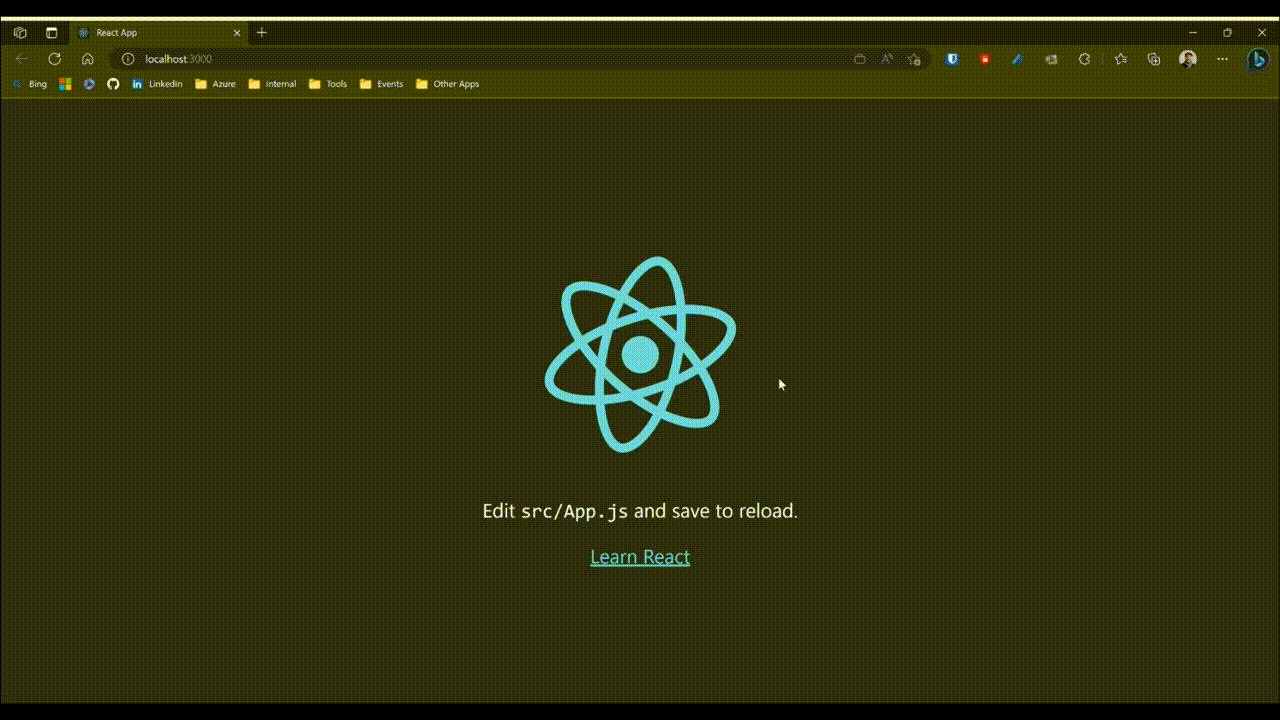 React App
localhost:3000
Bing LinkedIn Azure Internal Tools Events Other Apps
Edit src/App.js and save to reload.
Learn React